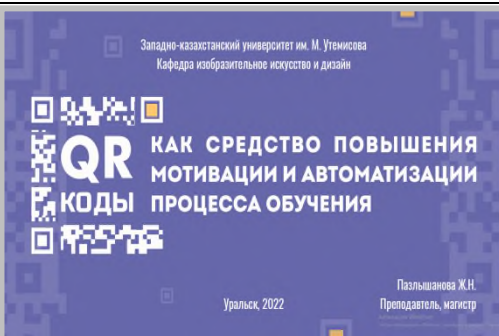 Западно-казахстанский университет им. М. Утемисова
Кафедра изобразительное искусство и дизайн
QR КОДЫ
КАК СРЕДСТВО ПОВЫШЕНИЯ
МОТИВАЦИИ И АВТОМАТИЗАЦИИ
ПРОЦЕССА ОБУЧЕНИЯ
Пазлышанова Ж.Н.
Преподаватель, магистр
Уральск, 2022